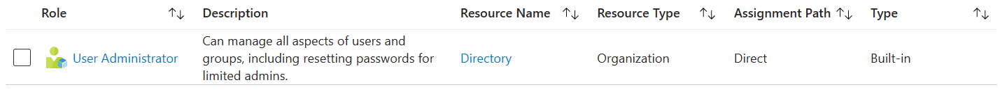 Role Description Resource Name Resource Type Assignment Path Type
Can manage all aspects of users and
User Administrator groups, including resetting passwords for Directory Organization Direct Built-in
limited admins.